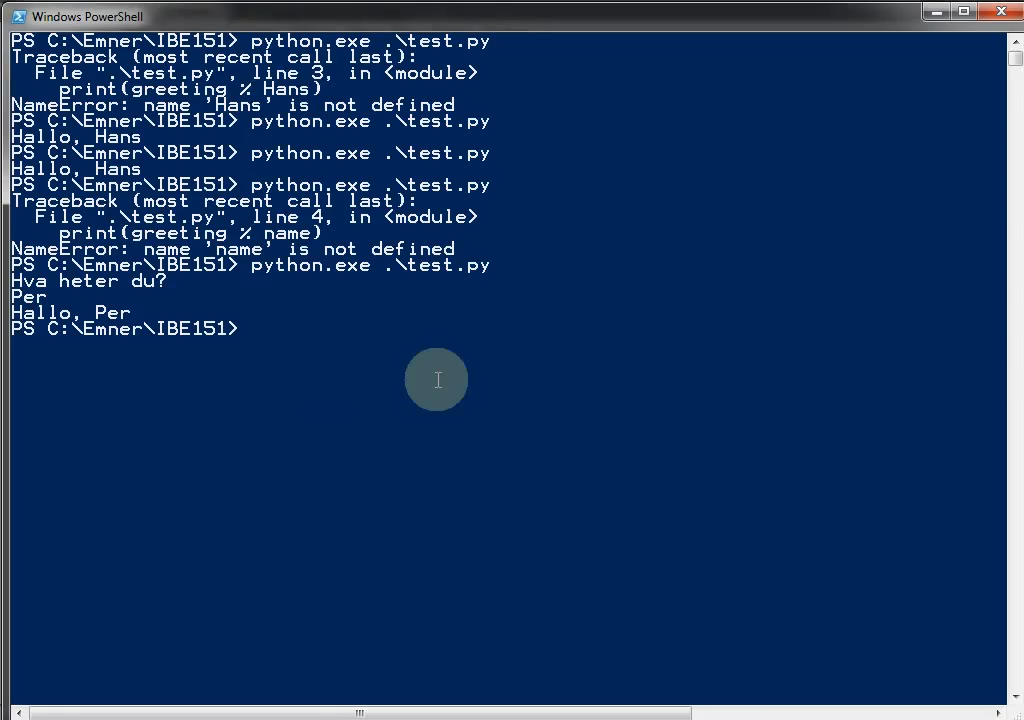 Windows PowerShell
PS C:\Emner\IBE151> python.exe .\test.py
Traceback (most recent call last):
  File ".\test.py", line 3, in <module>
    print(greeting % Hans)
NameError: name 'Hans' is not defined
PS C:\Emner\IBE151> python.exe .\test.py
Hallo, Hans
PS C:\Emner\IBE151> python.exe .\test.py
Hallo, Hans
PS C:\Emner\IBE151> python.exe .\test.py
Traceback (most recent call last):
  File ".\test.py", line 4, in <module>
    print(greeting % name)
NameError: name 'name' is not defined
PS C:\Emner\IBE151> python.exe .\test.py
Hva heter du?
Per
Hallo, Per
PS C:\Emner\IBE151>